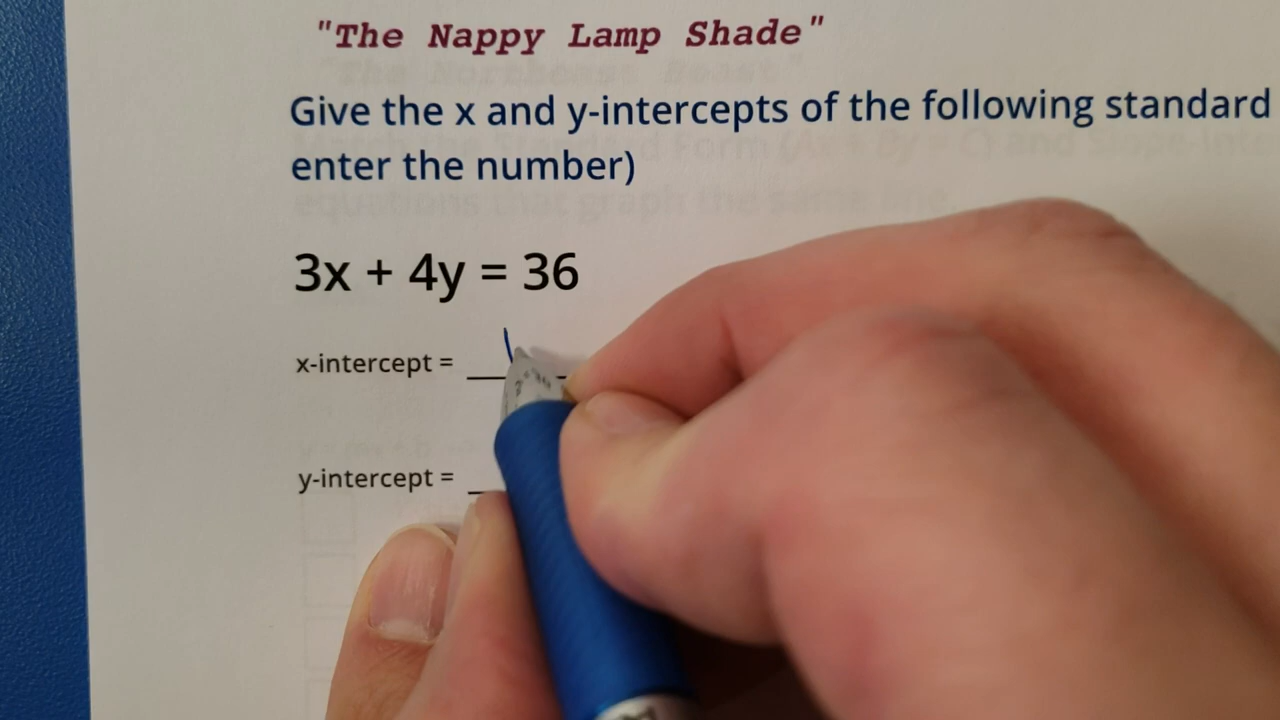 "The Nappy Lamp Shade"
Give the x and y-intercepts of the following standard
enter the number)
3x + 4y = 36
x-intercept =
y-intercept =